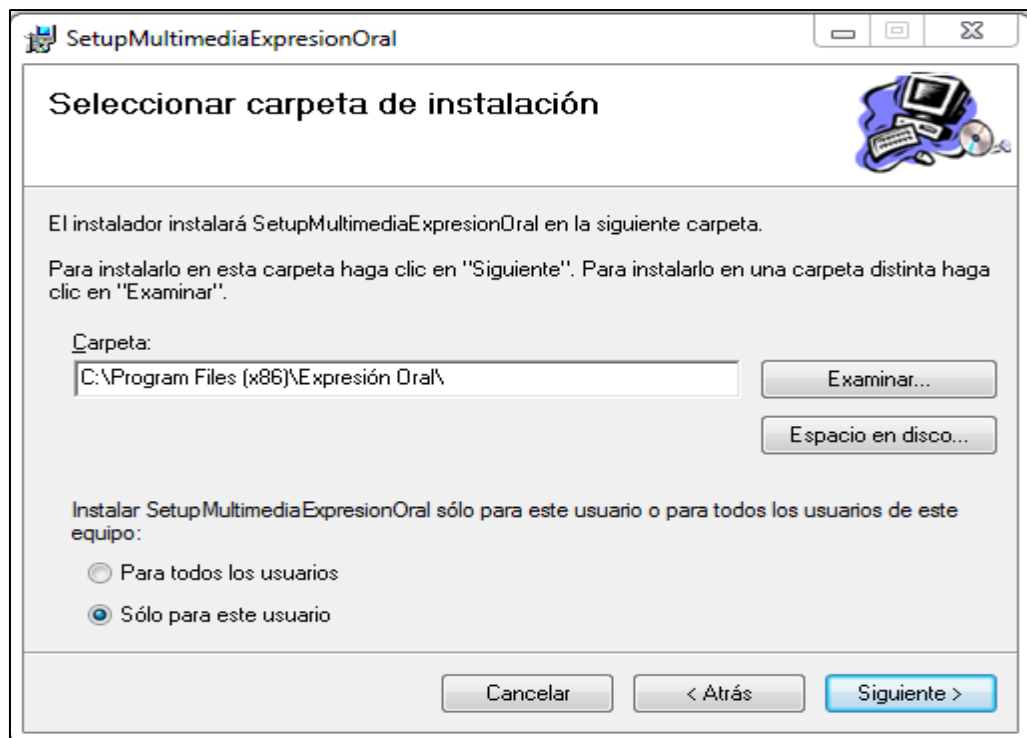 SetupMultimediaExpresionOral
Seleccionar carpeta de instalación
El instalador instalará SetupMultimediaExpresionOral en la siguiente carpeta.
Para instalarlo en esta carpeta haga clic en "Siguiente". Para instalarlo en una carpeta distinta haga
clic en "Examinar".
Carpeta:
C:\Program Files (x86)\Expresión Oral\
Examinar...
Espacio en disco...
Instalar SetupMultimediaExpresionOral sólo para este usuario o para todos los usuarios de este
equipo:
Para todos los usuarios
Sólo para este usuario
Cancelar
< Atrás
Siguiente >